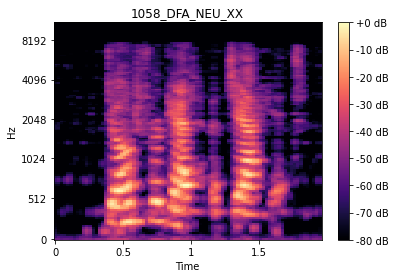 1058_DFA_NEU_XX
8192
4096
2048
1024
512
0
Hz
0
0.5
1
1.5
Time
+0 dB
-10 dB
-20 dB
-30 dB
-40 dB
-50 dB
-60 dB
-70 dB
-80 dB